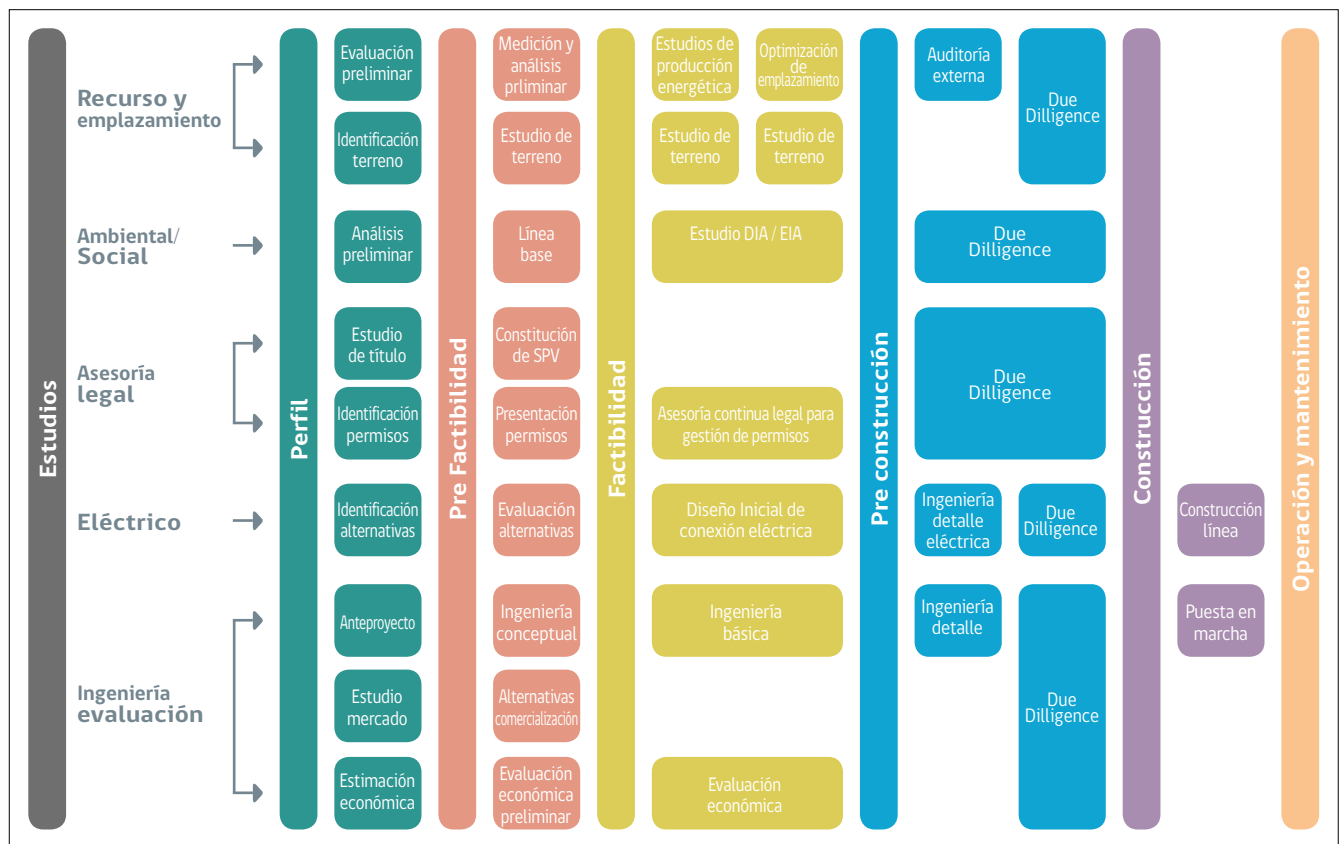 Estudios
Recurso y
emplazamiento
Ambiental/
Social
Asesoría
legal
Eléctrico
Ingeniería
evaluación
Perfil
Evaluación
preliminar
Identificación
terreno
Análisis
preliminar
Estudio
de título
Identificación
permisos
Identificación
alternativas
Anteproyecto
Estudio
mercado
Estimación
económica
Pre Factibilidad
Medición y
análisis
prliminar
Estudio de
terreno
Línea
base
Constitución
de SPV
Presentación
permisos
Evaluación
alternativas
Ingeniería
conceptual
Alternativas
comercialización
Evaluación
económica
preliminar
Factibilidad
Estudios de
producción
energética
Optimización
de
emplazamiento
Estudio de
terreno
Estudio de
terreno
Estudio DIA / EIA
Asesoría continua legal para
gestión de permisos
Diseño Inicial de
conexión eléctrica
Ingeniería
básica
Evaluación
económica
Pre construcción
Auditoría
externa
Due
Dilligence
Due
Dilligence
Due
Dilligence
Ingeniería
detalle
eléctrica
Due
Dilligence
Ingeniería
detalle
Due
Dilligence
Construcción
Construcción
línea
Puesta en
marcha
Operación y mantenimiento